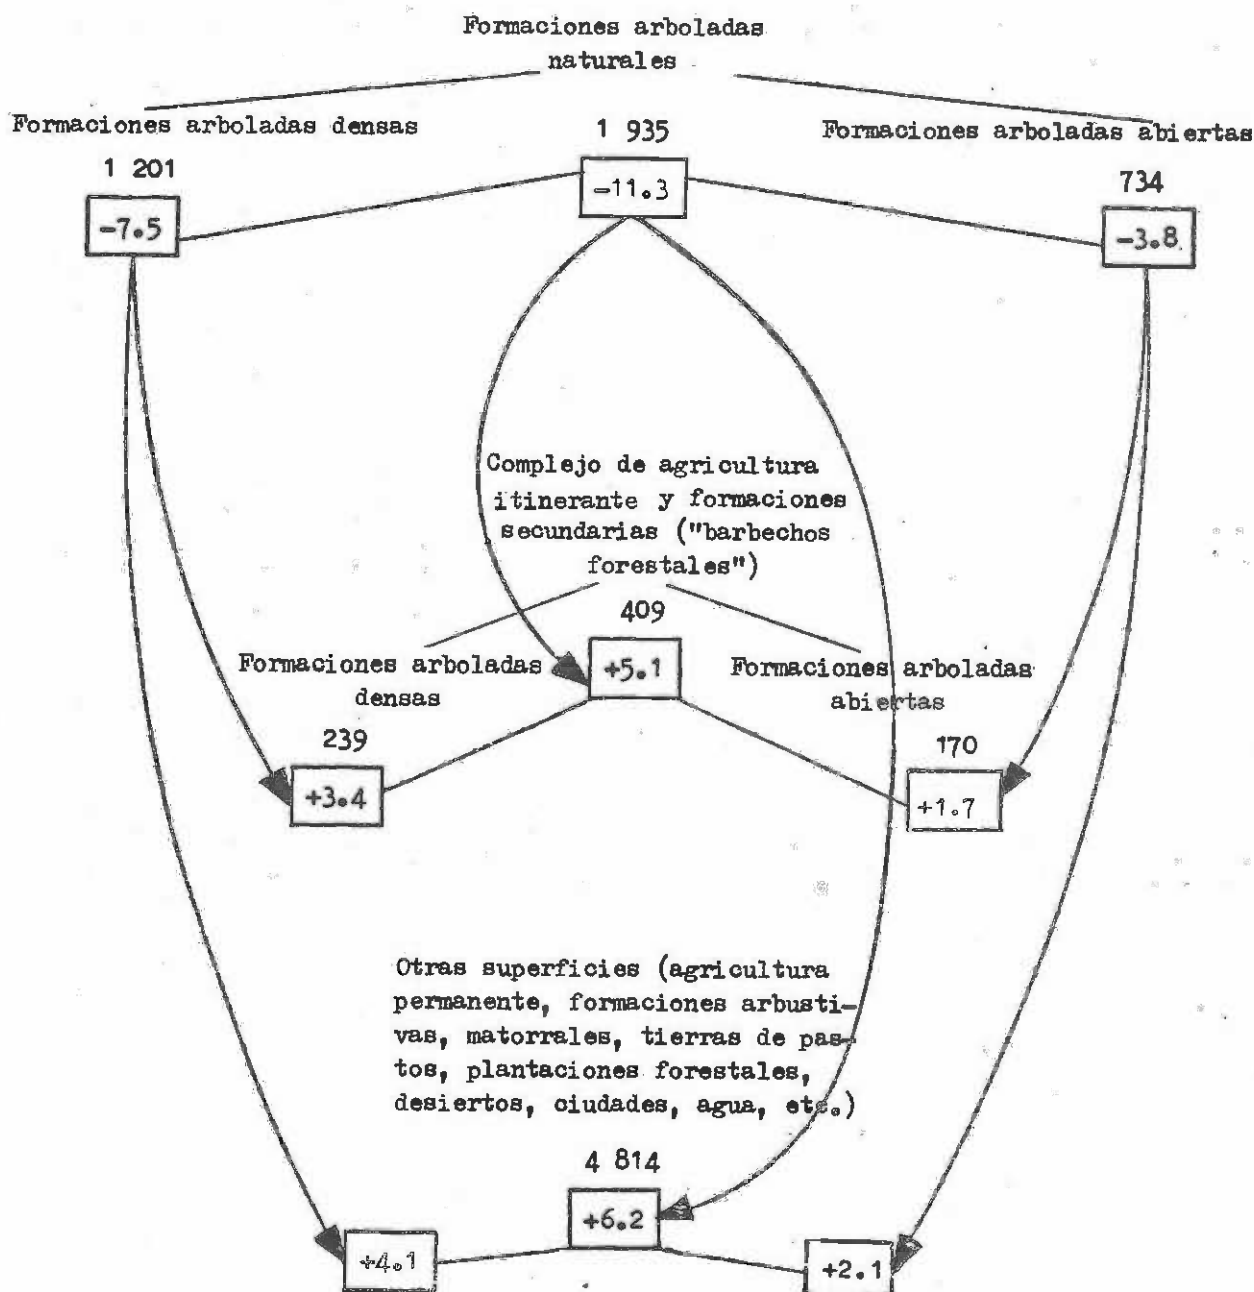 Formaciones arboladas
naturales
Formaciones arboladas densas
1 935
Formaciones arboladas abiertas
1 201
-11.3
734
-7.5
-3.8
Complejo de agricultura
itinerante y formaciones
secundarias ("barbechos
forestales")
409
Formaciones arboladas
densas
+5.1
Formaciones arboladas
abiertas
239
170
+3.4
+1.7
Otras superficies (agricultura
permanente, formaciones arbusti-
vas, matorrales, tierras de pas-
tos, plantaciones forestales,
desiertos, ciudades, agua, etc.)
4 814
+6.2
+4.1
+2.1